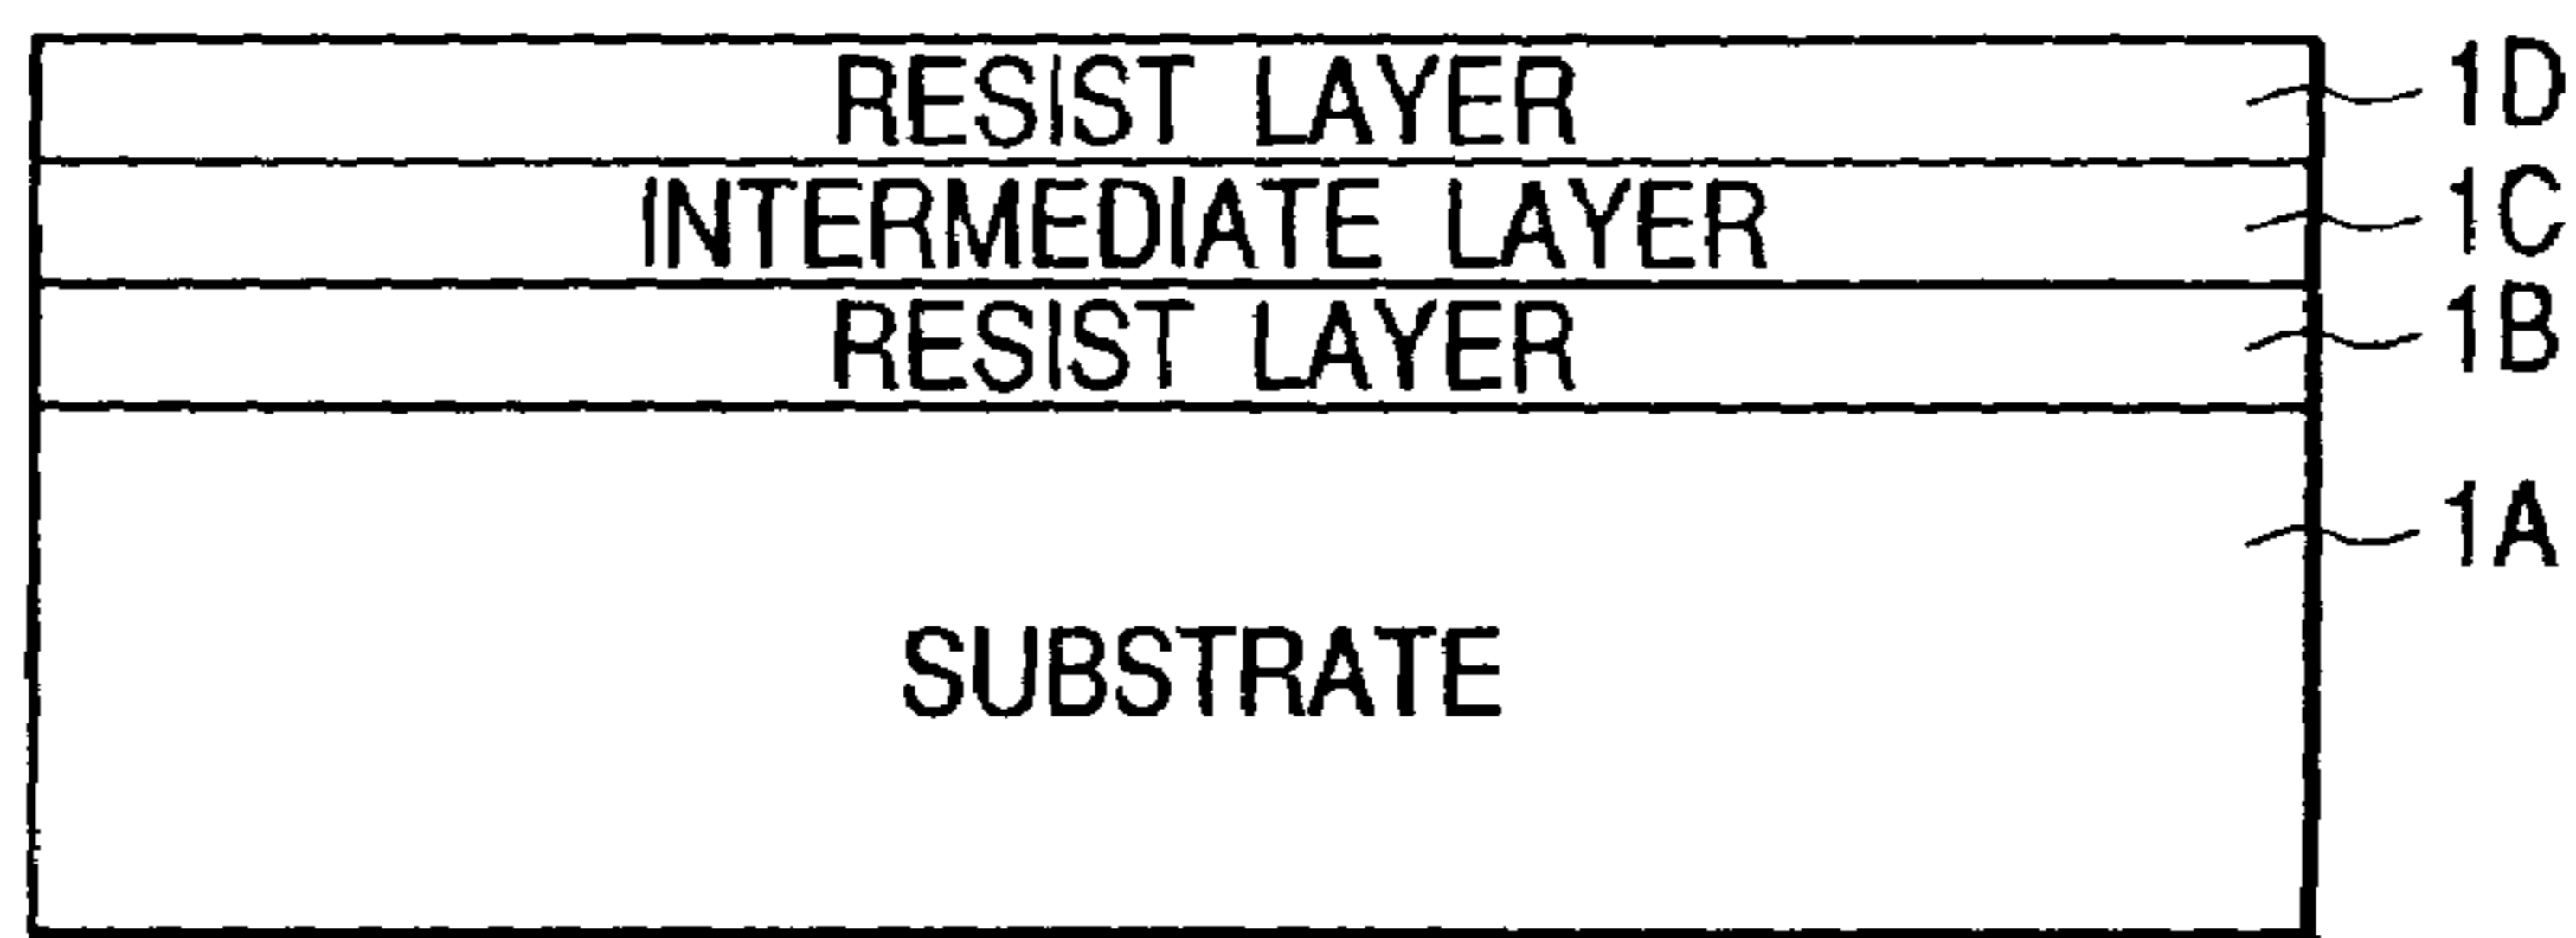 RESIST LAYER 1D
INTERMEDIATE LAYER 1C
RESIST LAYER 1B
1A
SUBSTRATE